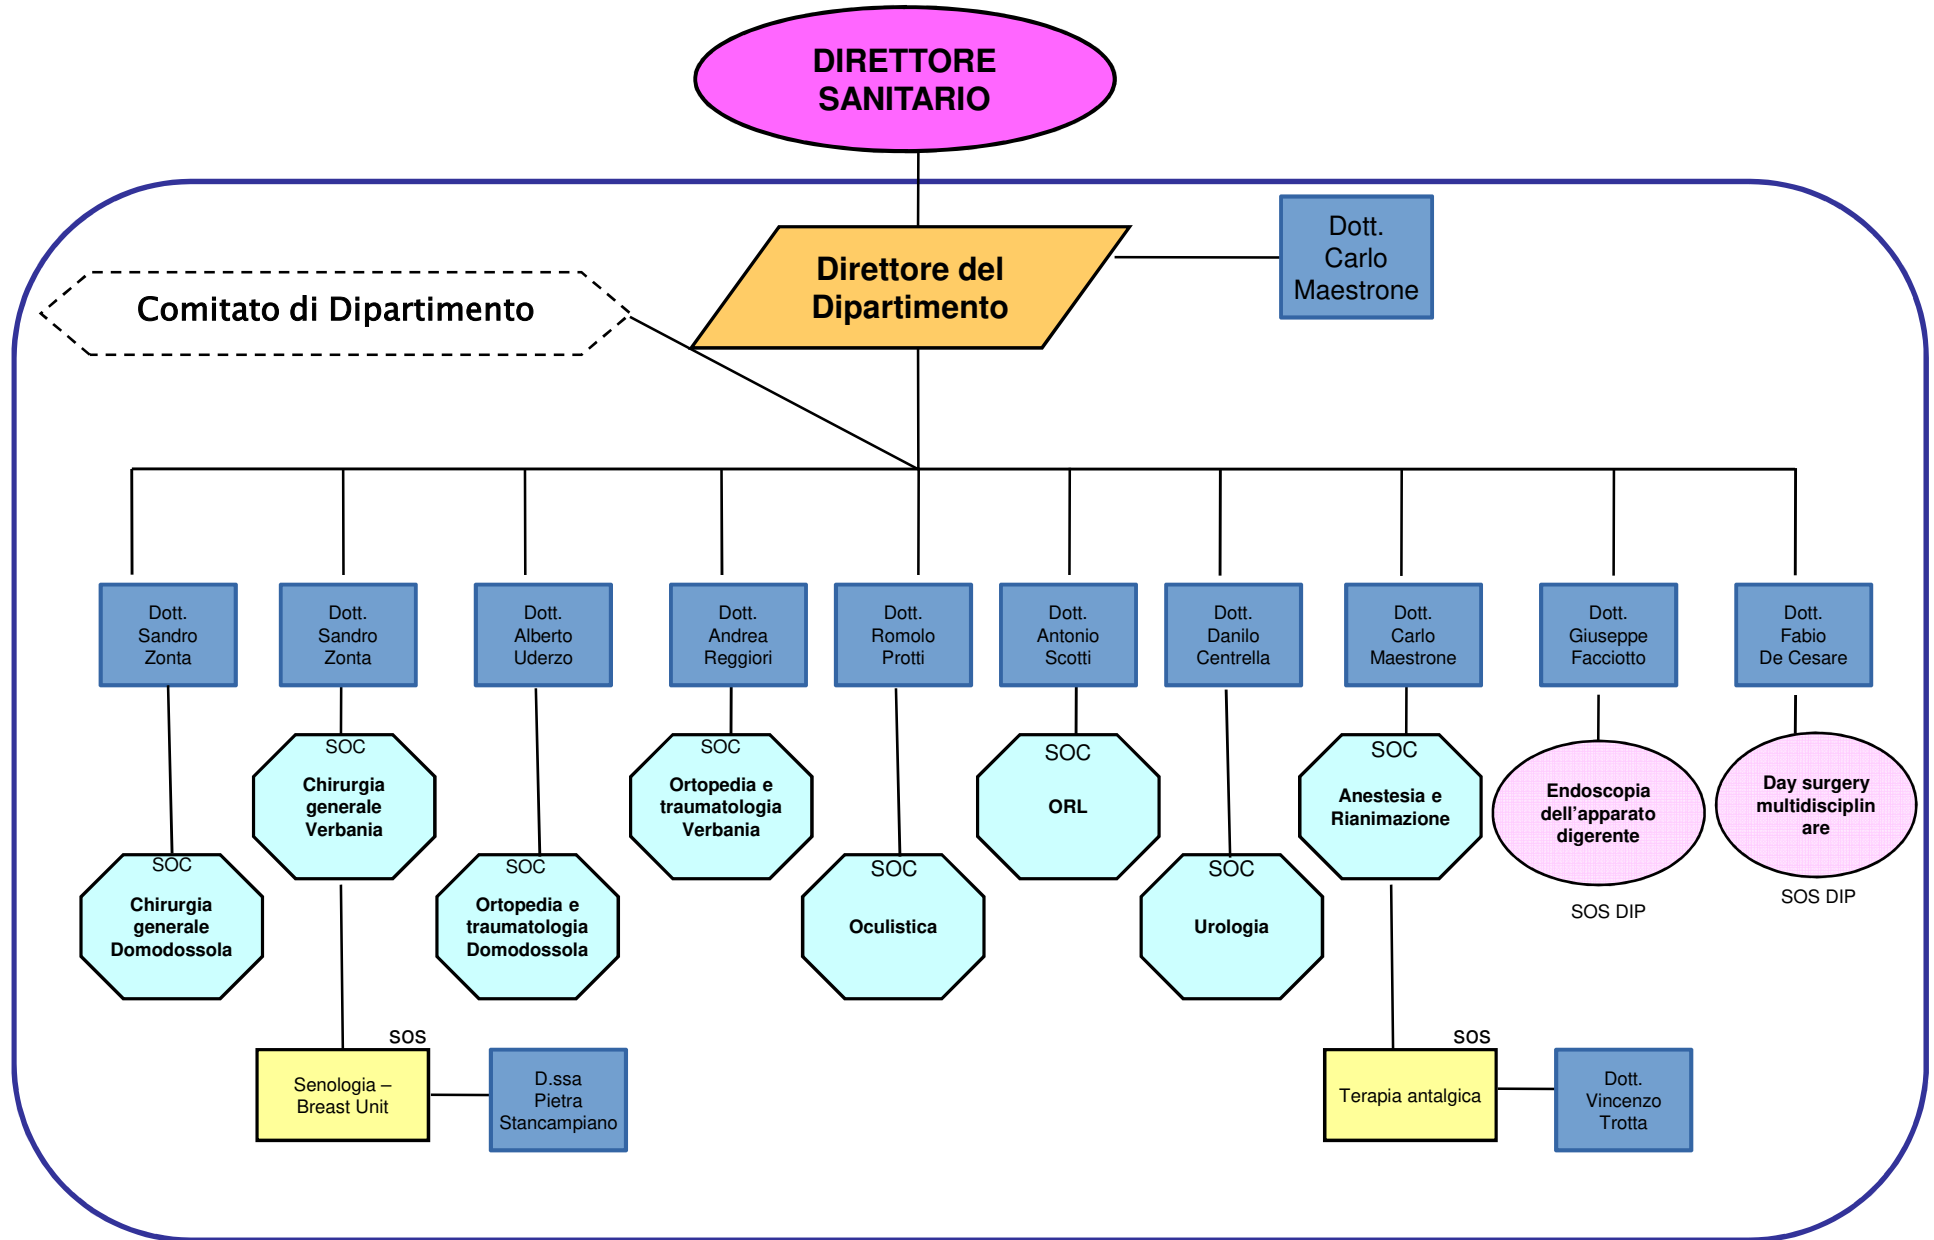 DIRETTORE
SANITARIO
Dott.
Carlo
Maestrone
Direttore del
Dipartimento
Comitato di Dipartimento
Dott.
Sandro
Zonta
Dott.
Sandro
Zonta
Dott.
Alberto
Uderzo
Dott.
Andrea
Reggiori
Dott.
Romolo
Protti
Dott.
Antonio
Scotti
Dott.
Danilo
Centrella
Dott.
Carlo
Maestrone
Dott.
Giuseppe
Facciotto
Dott.
Fabio
De Cesare
SOC
Chirurgia
generale
Verbania
SOC
Ortopedia e
traumatologia
Verbania
SOC
ORL
SOC
Anestesia e
Rianimazione
Endoscopia
dell'apparato
digerente
SOS DIP
Day surgery
multidisciplin
are
SOS DIP
SOC
Chirurgia
generale
Domodossola
SOC
Ortopedia e
traumatologia
Domodossola
SOC
Oculistica
SOC
Urologia
SOS
Senologia –
Breast Unit
D.ssa
Pietra
Stancampiano
SOS
Terapia antalgica
Dott.
Vincenzo
Trotta